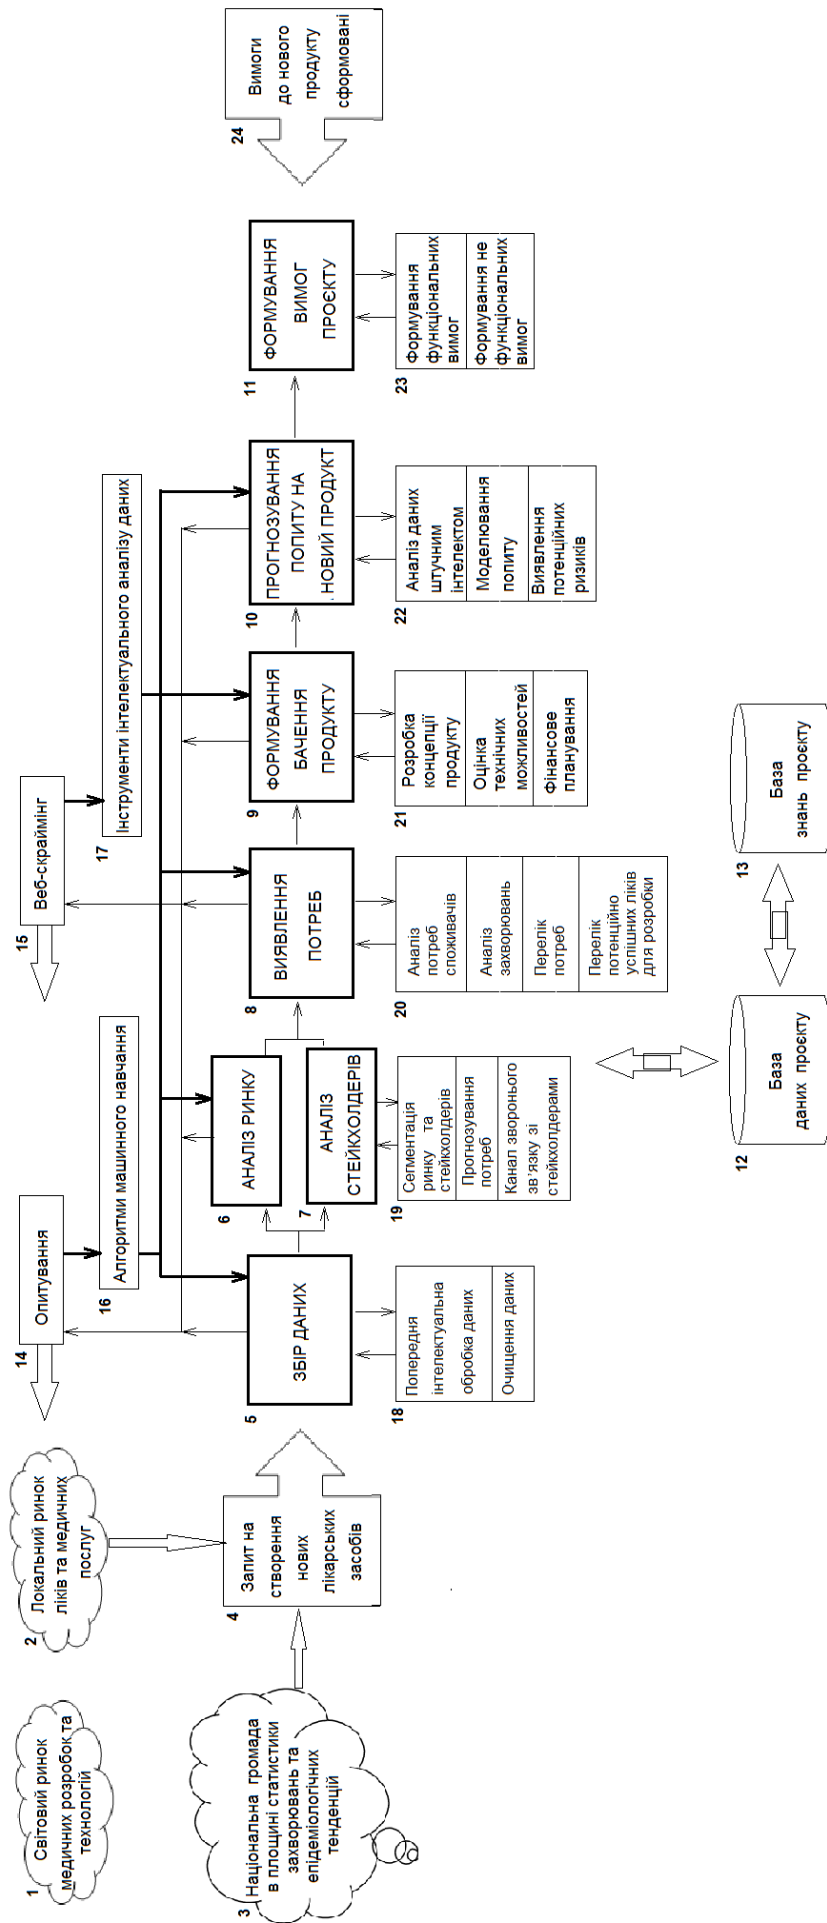 1
Світовий ринок
медичних розробок та
технологій
2
Локальний ринок
ліків та медичних
послуг
3
Національна громада
в площині статистики
захворювань та
епідеміологічних
тенденцій
4
Запит на
створення
нових
лікарських
засобів
5
ЗБІР ДАНИХ
6
АНАЛІЗ РИНКУ
7
АНАЛІЗ
СТЕЙКХОЛДЕРІВ
8
ВИЯВЛЕННЯ
ПОТРЕБ
9
ФОРМУВАННЯ
БАЧЕННЯ
ПРОДУКТУ
10
ПРОГНОЗУВАННЯ
ПОПИТУ НА
. НОВИЙ ПРОДУКТ
11
ФОРМУВАННЯ
ВИМОГ
ПРОЄКТУ
12
База
даних проєкту
13
База
знань проєкту
14
Опитування
15
Веб-скраймінг
16
Алгоритми машинного навчання
17
Інструменти інтелектуального аналізу даних
18
Попередня
інтелектуальна
обробка даних
Очищення даних
19
Сегментація
ринку та
стейкхолдерів
Прогнозування
потреб
Канал зворонього
зв'язку зі
стейкхолдерами
20
Аналіз
потреб
споживачів
Аналіз
захворювань
Перелік
потреб
Перелік
потенційно
успішних ліків
для розробки
21
Розробка
концепції
продукту
Оцінка
технічних
можливостей
Фінансове
планування
22
Аналіз даних
штучним
інтелектом
Моделювання
попиту
Виявлення
потенційних
ризиків
23
Формування
функціональних
вимог
Формування не
функціональних
вимог
24
Вимоги
до нового
продукту
сформовані